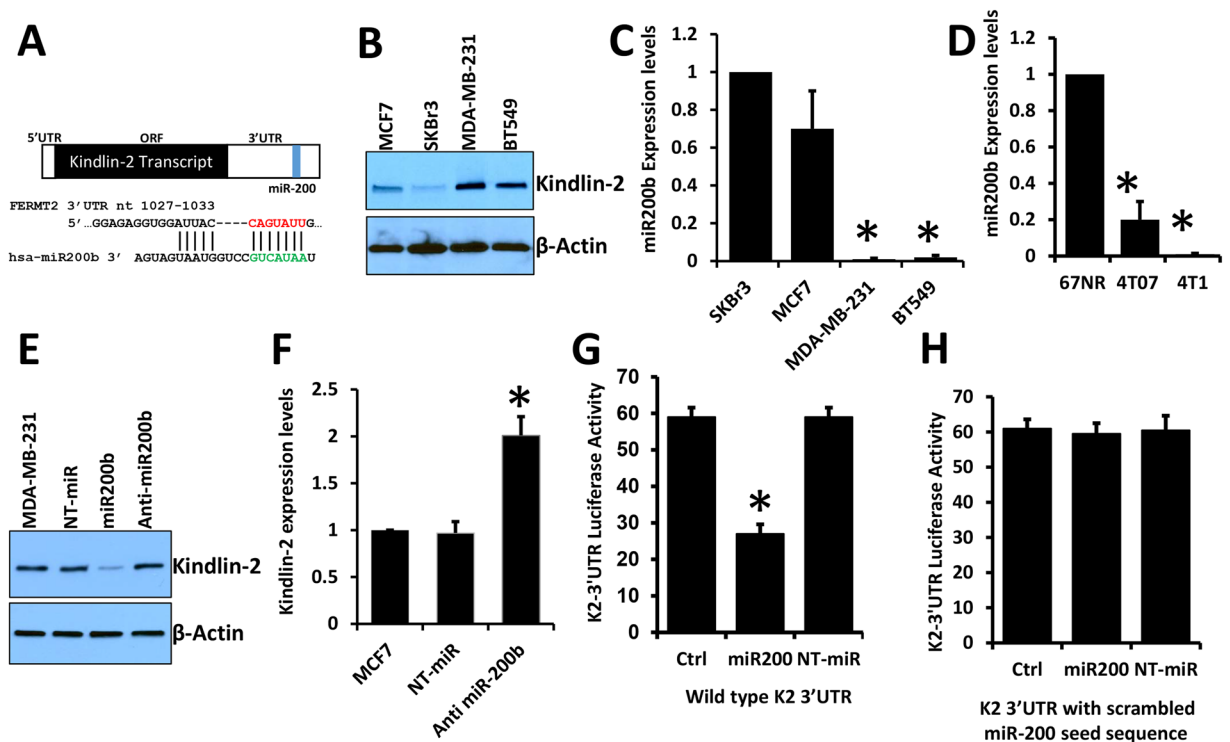 A
5'UTR ORF 3'UTR
Kindlin-2 Transcript
miR-200
FERMT2 3'UTR nt 1027-1033
5' …GGAGAGGUGGAUUAC----CAGUAUUG…
hsa-miR200b 3' AGUAGUAAUGGUCCGUCAUAAU
B
MCF7
SKBr3
MDA-MB-231
BT549
Kindlin-2
β-Actin
C
miR200b Expression levels
1.2
1
0.8
0.6
0.4
0.2
0
*
*
SKBr3
MCF7
MDA-MB-231
BT549
D
miR200b Expression levels
1.2
1
0.8
0.6
0.4
0.2
0
*
*
67NR 4T07 4T1
E
MDA-MB-231
NT-miR
miR200b
Anti-miR200b
Kindlin-2
β-Actin
F
Kindlin-2 expression levels
2.5
2
1.5
1
0.5
0
*
MCF7
NT-miR
Anti miR-200b
G
K2-3'UTR Luciferase Activity
70
60
50
40
30
20
10
0
*
Ctrl miR200 NT-miR
Wild type K2 3'UTR
H
K2-3'UTR Luciferase Activity
70
60
50
40
30
20
10
0
Ctrl miR200 NT-miR
K2 3'UTR with scrambled
miR-200 seed sequence